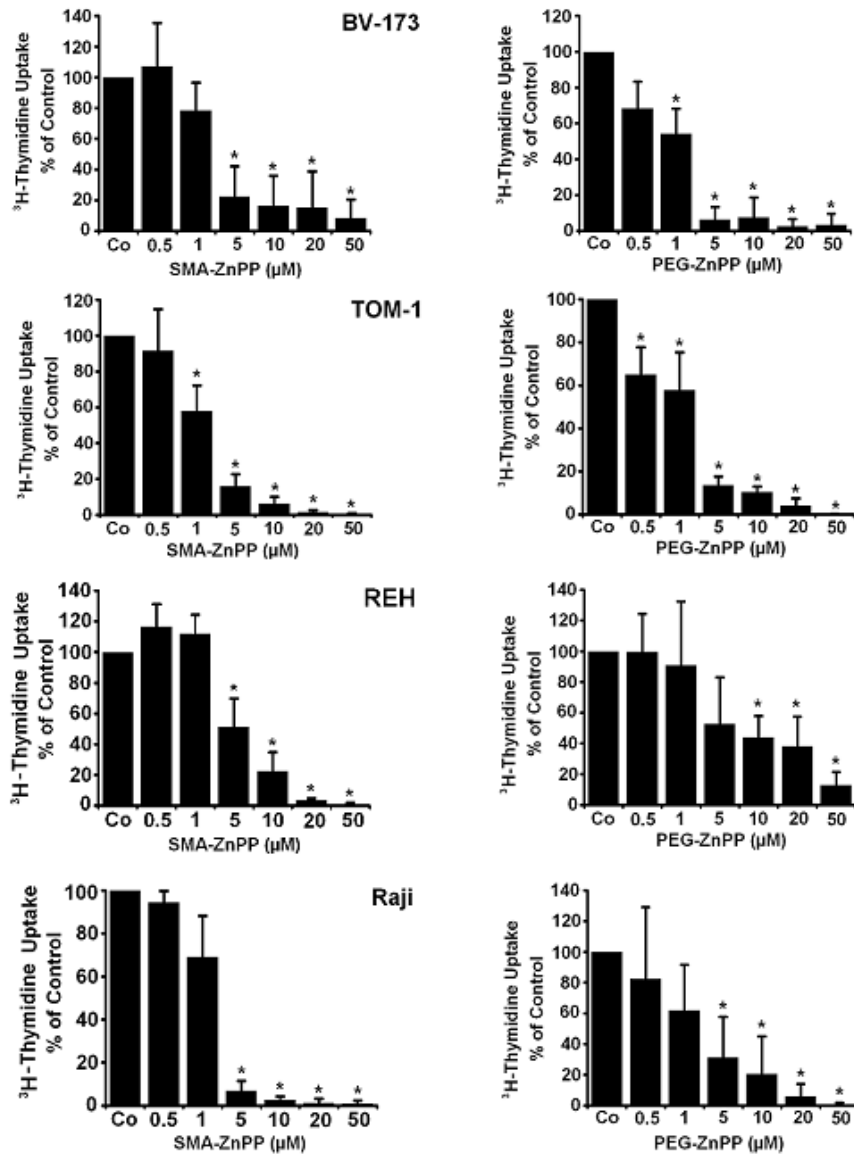 BV-173
³H-Thymidine Uptake
% of Control
140
120
100
80
60
40
20
0
* * * *
Co 0.5 1 5 10 20 50
SMA-ZnPP (µM)
³H-Thymidine Uptake
% of Control
120
100
80
60
40
20
0
* * * * *
Co 0.5 1 5 10 20 50
PEG-ZnPP (µM)
TOM-1
³H-Thymidine Uptake
% of Control
120
100
80
60
40
20
0
* * * * *
Co 0.5 1 5 10 20 50
SMA-ZnPP (µM)
³H-Thymidine Uptake
% of Control
100
80
60
40
20
0
* * * * * *
Co 0.5 1 5 10 20 50
PEG-ZnPP (µM)
REH
³H-Thymidine Uptake
% of Control
140
120
100
80
60
40
20
0
* * * *
Co 0.5 1 5 10 20 50
SMA-ZnPP (µM)
³H-Thymidine Uptake
% of Control
140
120
100
80
60
40
20
0
* * *
Co 0.5 1 5 10 20 50
PEG-ZnPP (µM)
Raji
³H-Thymidine Uptake
% of Control
100
80
60
40
20
0
* * * *
Co 0.5 1 5 10 20 50
SMA-ZnPP (µM)
³H-Thymidine Uptake
% of Control
140
120
100
80
60
40
20
0
* * * *
Co 0.5 1 5 10 20 50
PEG-ZnPP (µM)